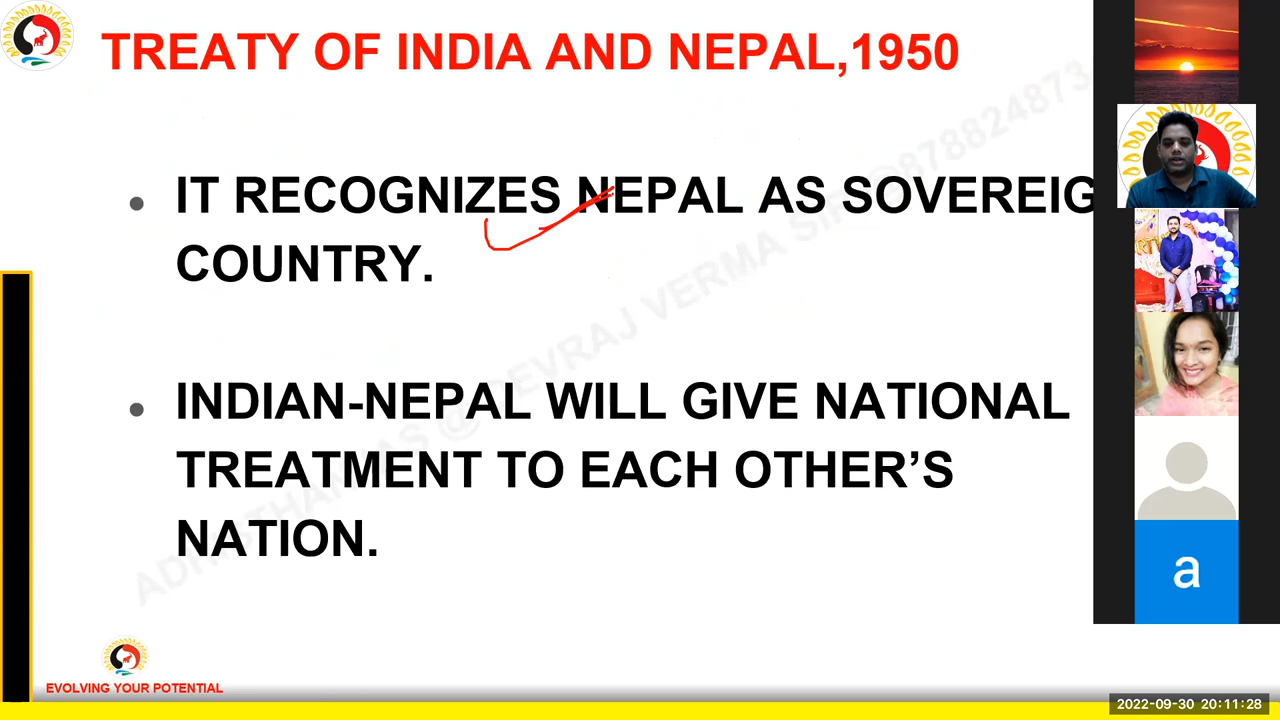 TREATY OF INDIA AND NEPAL,1950
IT RECOGNIZES NEPAL AS SOVEREIG
COUNTRY.
INDIAN-NEPAL WILL GIVE NATIONAL
TREATMENT TO EACH OTHER’S
NATION.
a
EVOLVING YOUR POTENTIAL
2022-09-30 20:11:28